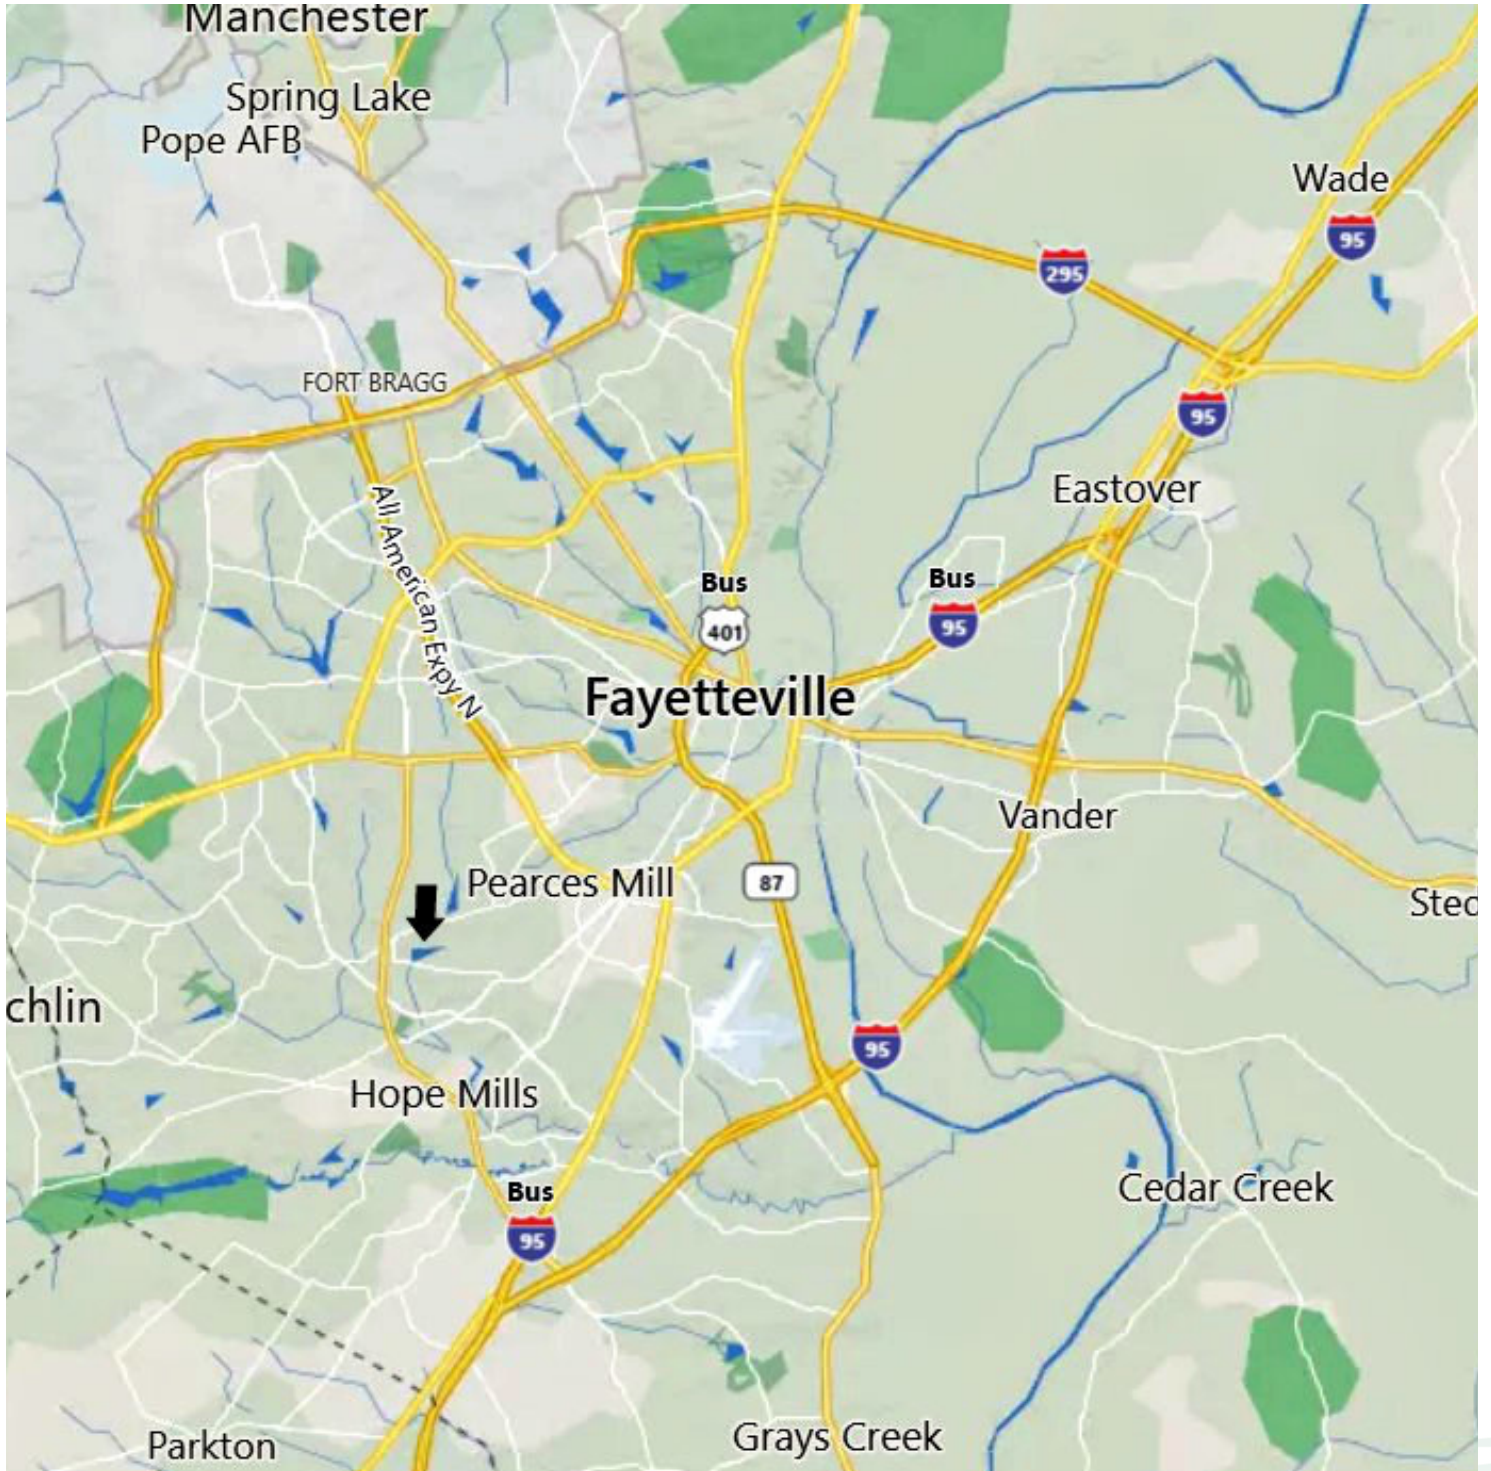 Manchester
Spring Lake
Pope AFB
Wade
95
295
FORT BRAGG
95
Eastover
All American Expy N
Bus
401
Bus
95
Fayetteville
Vander
Pearces Mill
87
Sted
chlin
95
Hope Mills
Cedar Creek
Bus
95
Grays Creek
Parkton